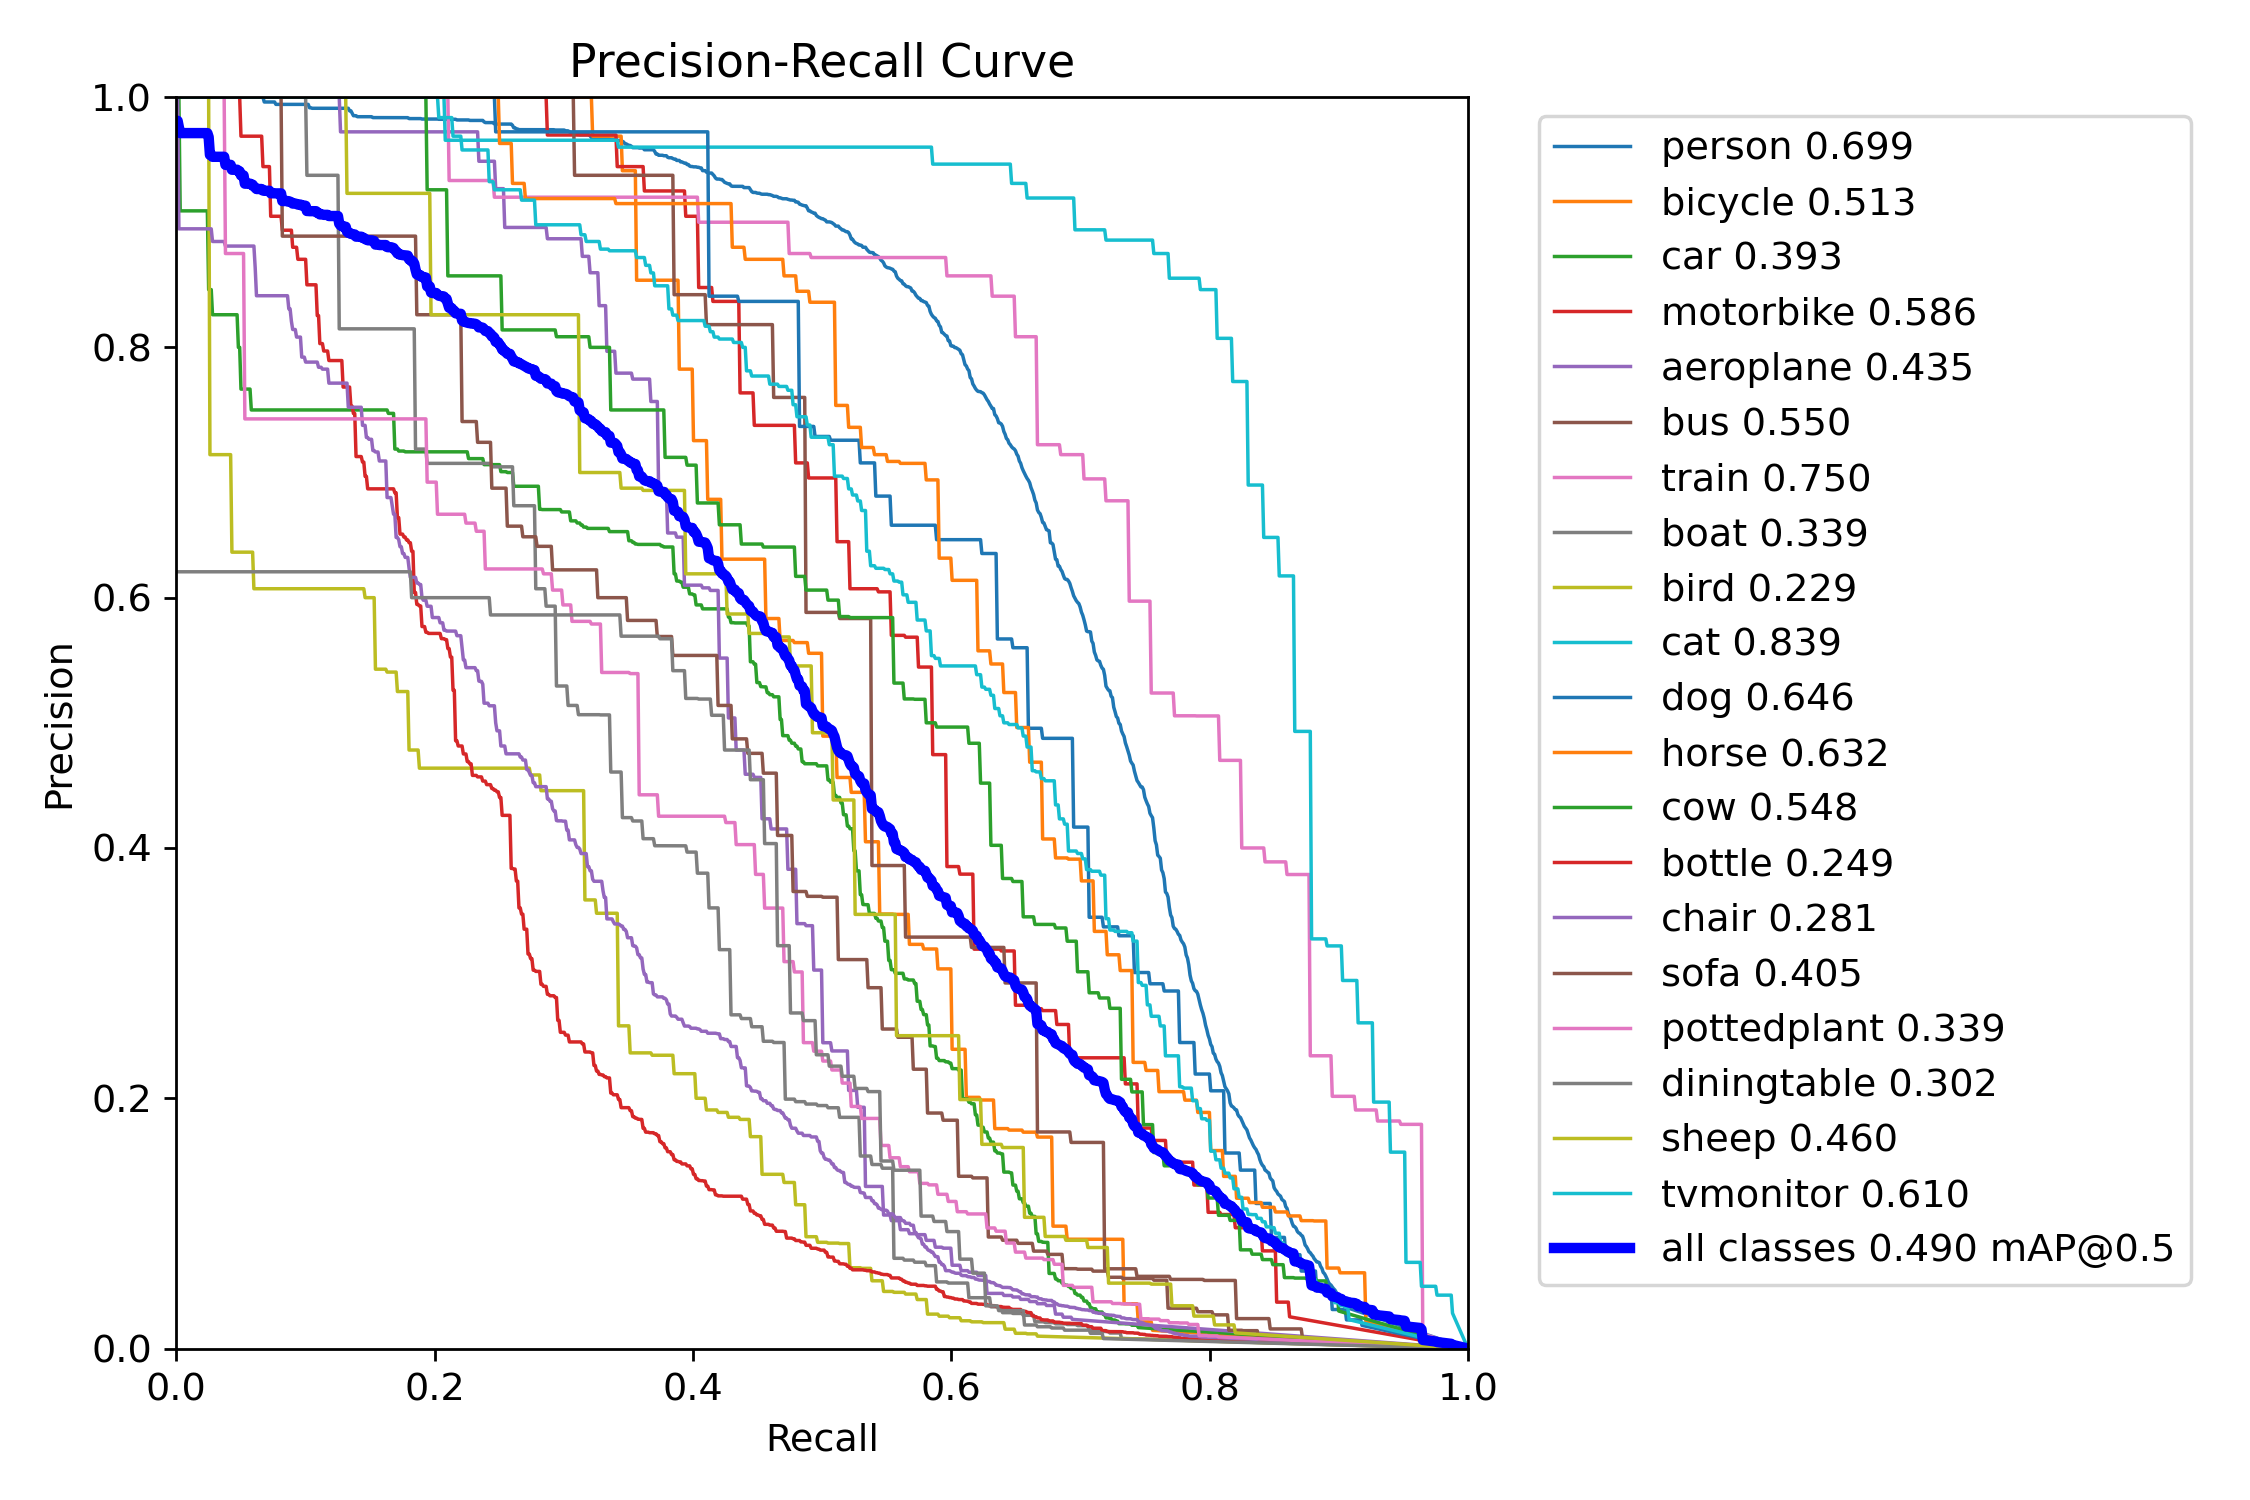 Precision-Recall Curve
1.0
0.8
0.6
0.4
0.2
0.0
Precision
0.0 0.2 0.4 0.6 0.8 1.0
Recall
person 0.699
bicycle 0.513
car 0.393
motorbike 0.586
aeroplane 0.435
bus 0.550
train 0.750
boat 0.339
bird 0.229
cat 0.839
dog 0.646
horse 0.632
cow 0.548
bottle 0.249
chair 0.281
sofa 0.405
pottedplant 0.339
diningtable 0.302
sheep 0.460
tvmonitor 0.610
all classes 0.490 mAP@0.5